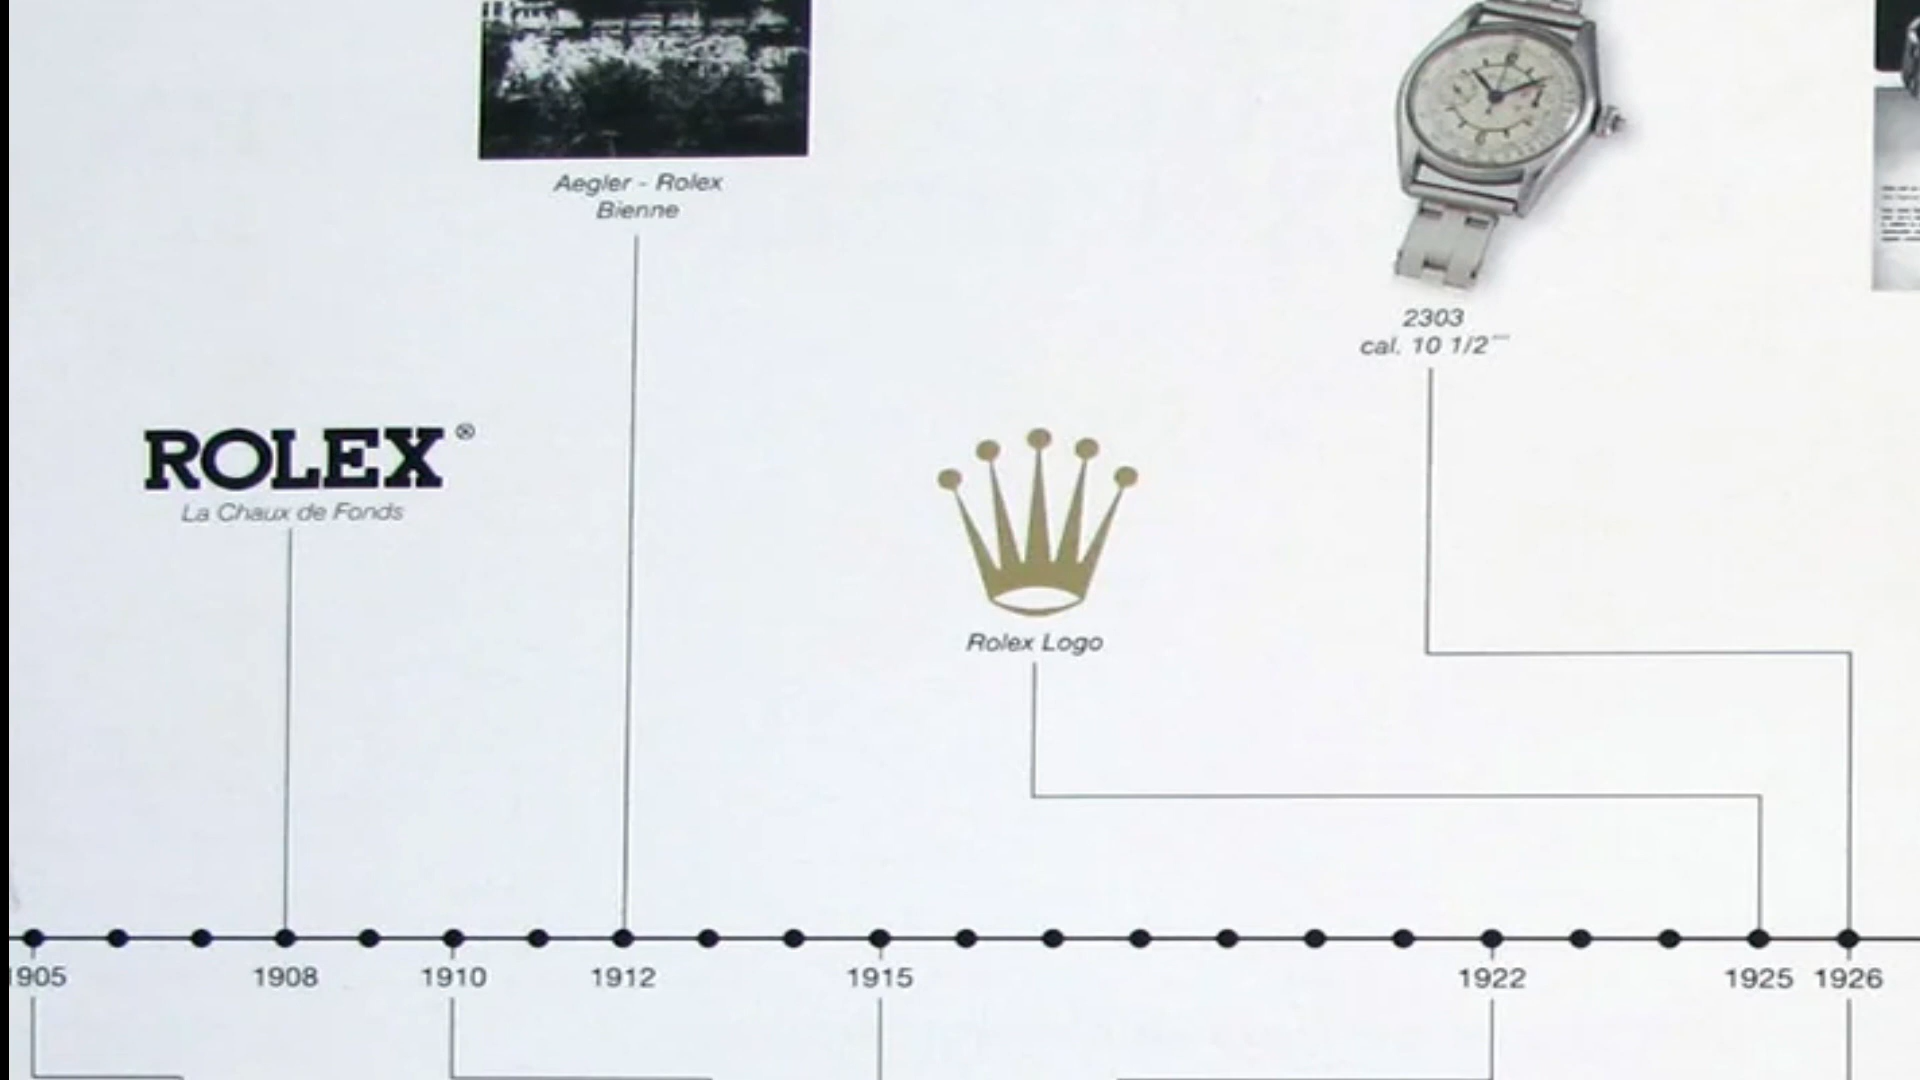 Aegler - Rolex
Bienne
2303
cal. 10 1/2'''
ROLEX ®
La Chaux de Fonds
Rolex Logo
1905
1908
1910
1912
1915
1922
1925
1926